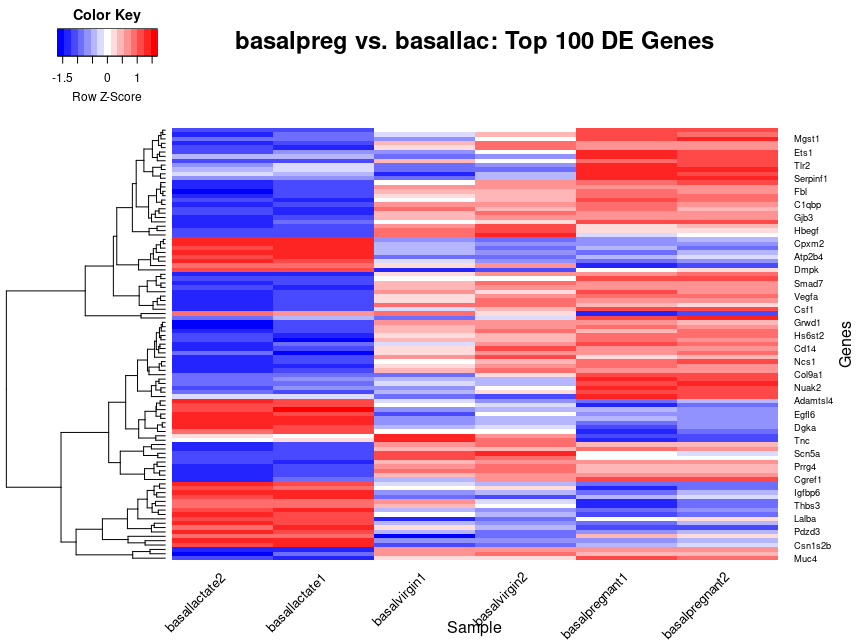 Color Key
-1.5 0 1
Row Z-Score
basalpreg vs. basallac: Top 100 DE Genes
Mgst1
Ets1
Tlr2
Serpinf1
Fbl
C1qbp
Gjb3
Hbegf
Cpxm2
Atp2b4
Dmpk
Smad7
Vegfa
Csf1
Grwd1
Hs6st2
Cd14
Ncs1
Col9a1
Nuak2
Adamtsl4
Egfl6
Dgka
Tnc
Scn5a
Prrg4
Cgref1
Igfbp6
Thbs3
Lalba
Pdzd3
Csn1s2b
Muc4
Genes
basallactate2
basallactate1
basalvirgin1
basalvirgin2
basalpregnant1
basalpregnant2
Sample